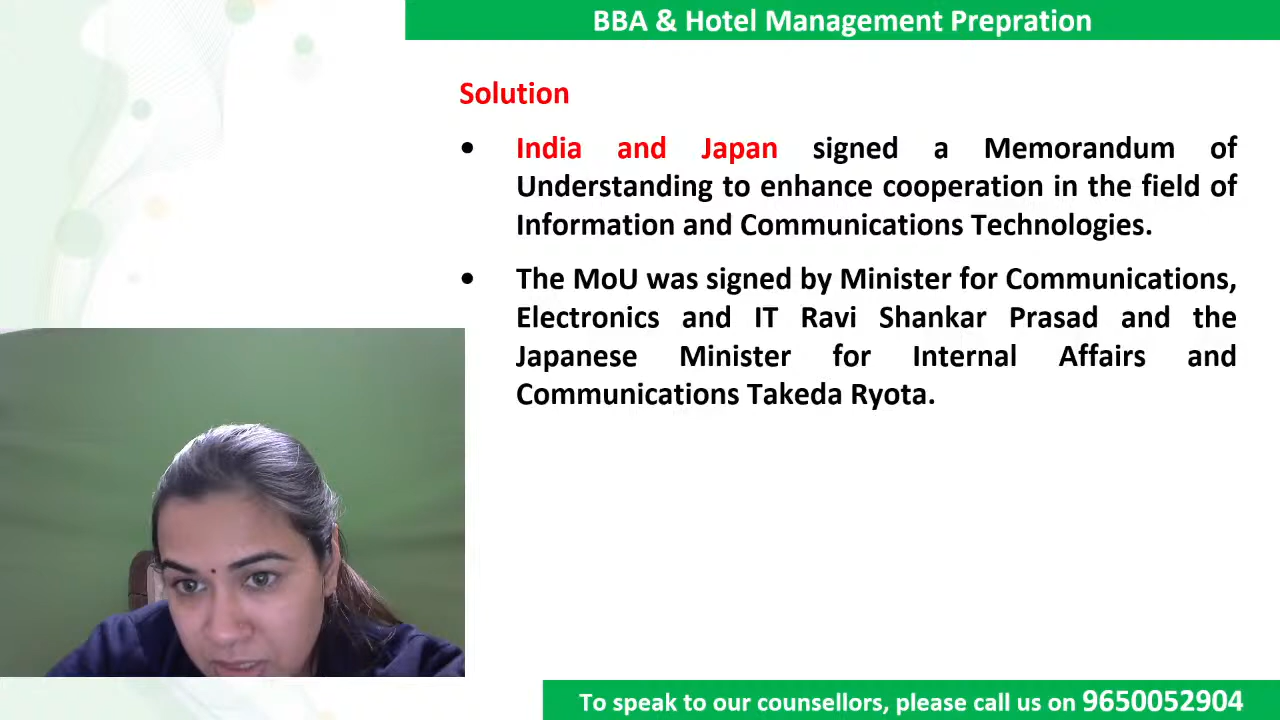 BBA & Hotel Management Prepration
Solution
• India and Japan signed a Memorandum of
Understanding to enhance cooperation in the field of
Information and Communications Technologies.
• The MoU was signed by Minister for Communications,
Electronics and IT Ravi Shankar Prasad and the
Japanese Minister for Internal Affairs and
Communications Takeda Ryota.
To speak to our counsellors, please call us on 9650052904